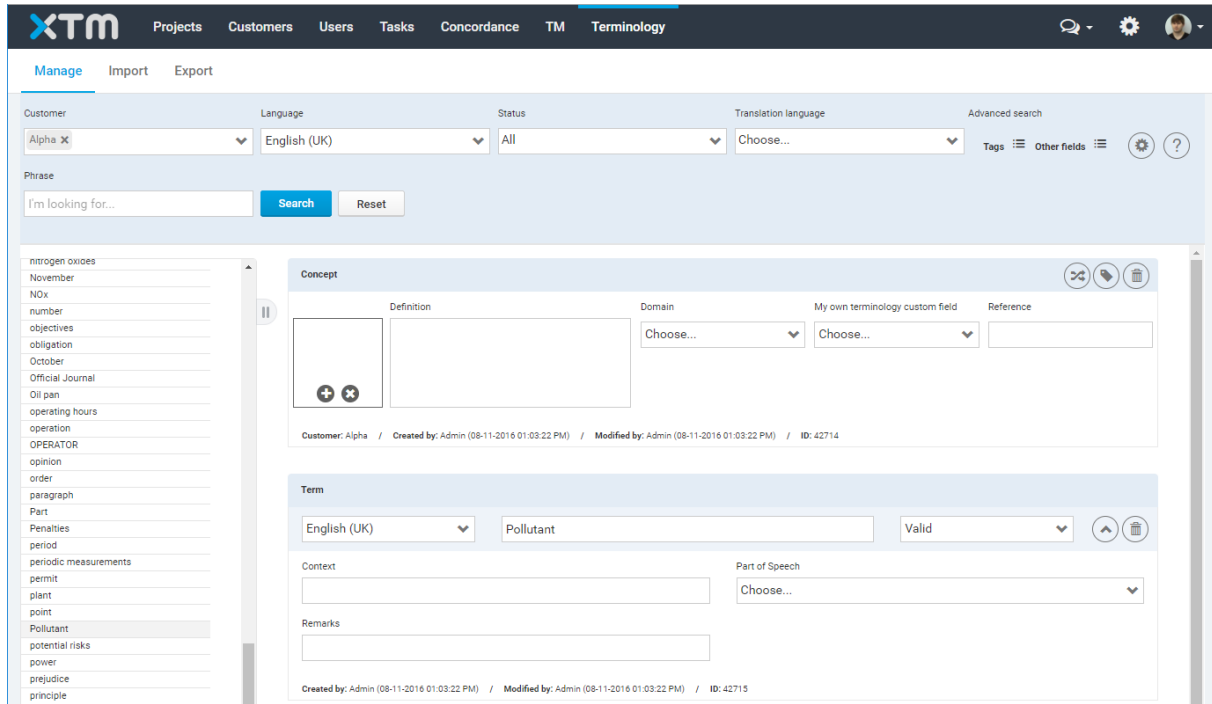 XTM Projects Customers Users Tasks Concordance TM Terminology
Manage Import Export
Customer Language Status Translation language Advanced search
Alpha English (UK) All Choose... Tags Other fields ?
Phrase
I'm looking for... Search Reset
nitrogen oxides
November
NOx
number
objectives
obligation
October
Official Journal
Oil pan
operating hours
operation
OPERATOR
opinion
order
paragraph
Part
Penalties
period
periodic measurements
permit
plant
point
Pollutant
potential risks
power
prejudice
principle
Concept
Definition Domain My own terminology custom field Reference
Choose... Choose...
Customer: Alpha / Created by: Admin (08-11-2016 01:03:22 PM) / Modified by: Admin (08-11-2016 01:03:22 PM) / ID: 42714
Term
English (UK) Pollutant Valid
Context Part of Speech
Choose...
Remarks
Created by: Admin (08-11-2016 01:03:22 PM) / Modified by: Admin (08-11-2016 01:03:22 PM) / ID: 42715